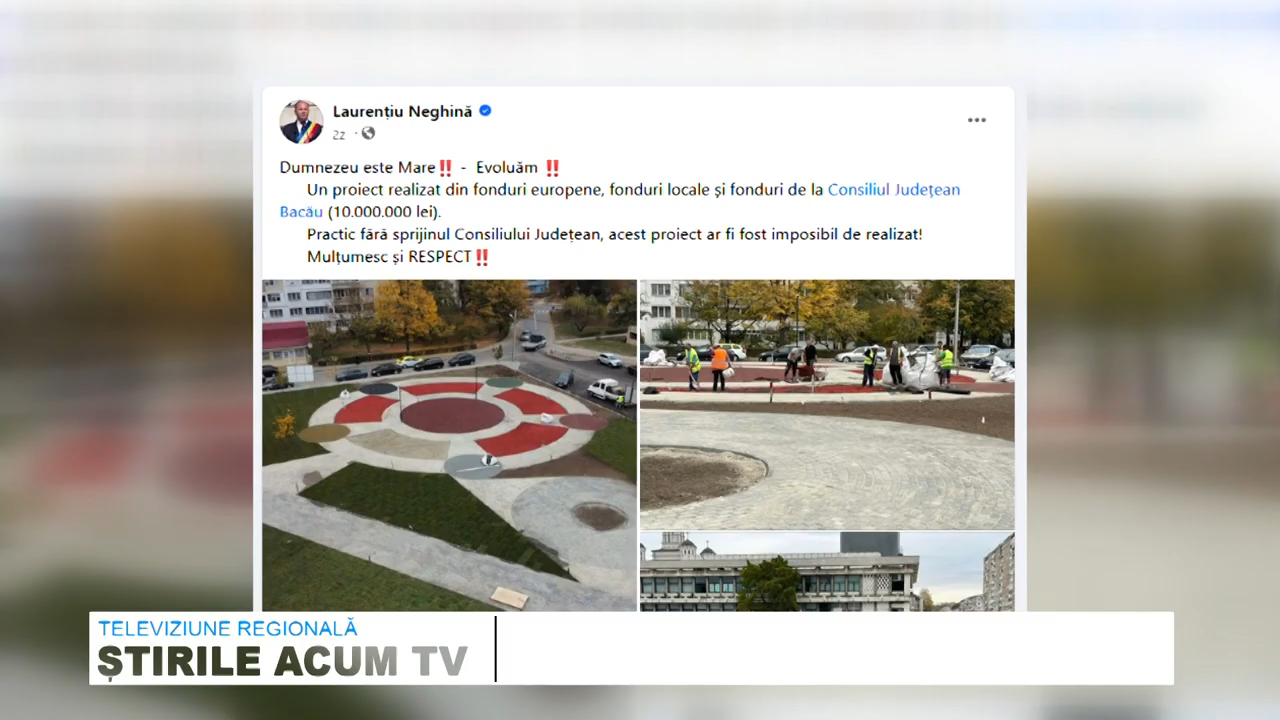 Laurențiu Neghină
2z ·
Dumnezeu este Mare‼️ - Evoluăm ‼️
Un proiect realizat din fonduri europene, fonduri locale și fonduri de la Consiliul Județean
Bacău (10.000.000 lei).
Practic fără sprijinul Consiliului Județean, acest proiect ar fi fost imposibil de realizat!
Mulțumesc și RESPECT‼️
TELEVIZIUNE REGIONALĂ
ȘTIRILE ACUM TV